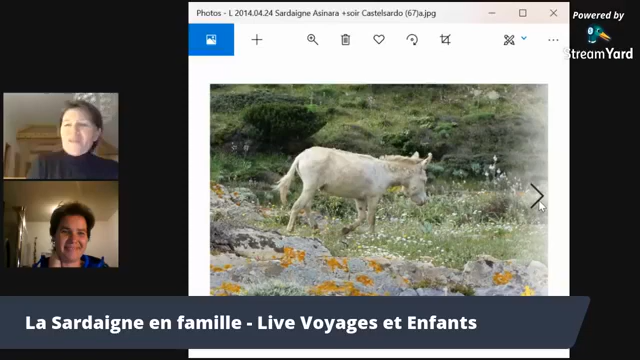 Photos - L 2014.04.24 Sardaigne Asinara +soir Castelsardo (67)a.jpg
Powered by
StreamYard
La Sardaigne en famille - Live Voyages et Enfants